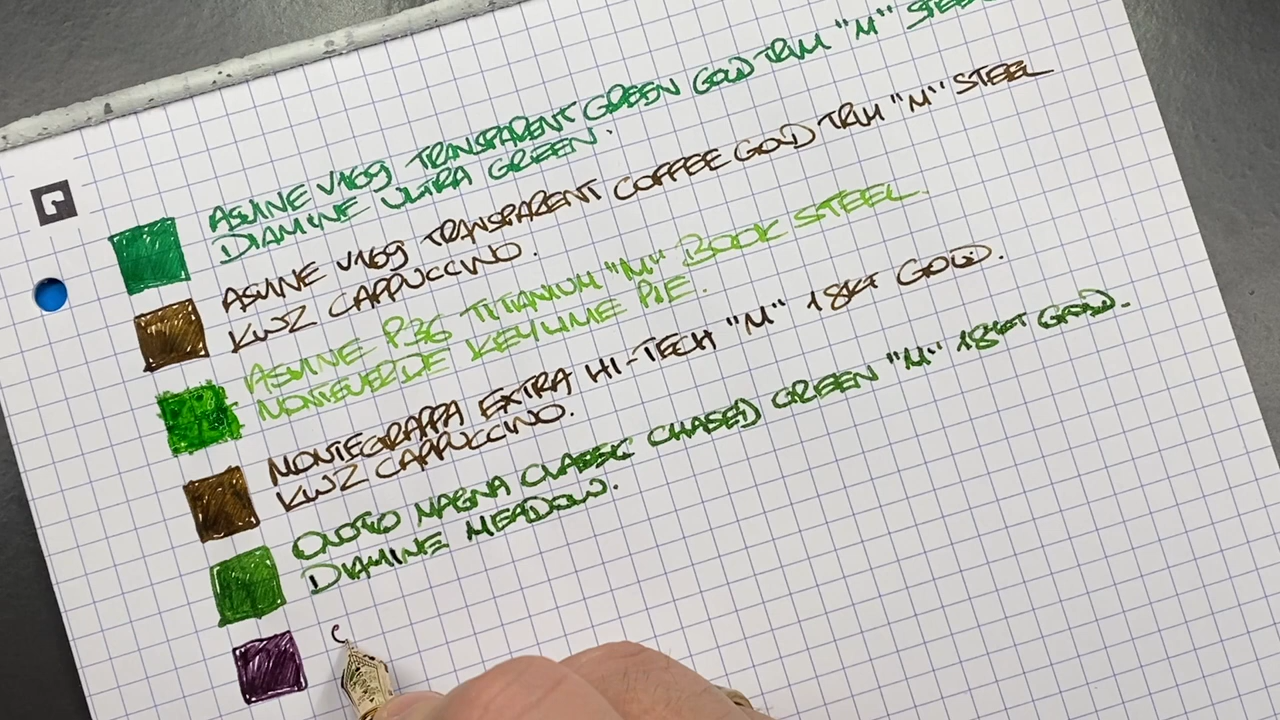 ASVINE V169 TRANSPARENT GREEN GOLD TRIM "M" STEEL
DIAMINE ULTRA GREEN.
ASVINE V169 TRANSPARENT COFFEE GOLD TRIM "M" STEEL
KWZ CAPPUCCINO.
ASVINE P36 TITANIUM "M" BOCK STEEL.
MONTEVERDE KEYLIME PIE.
MONTEGRAPPA EXTRA HI-TECH "M" 18KT GOLD.
KWZ CAPPUCCINO.
ONOTO MAGNA CLASSIC CHASED GREEN "M" 18KT GOLD.
DIAMINE MEADOW.